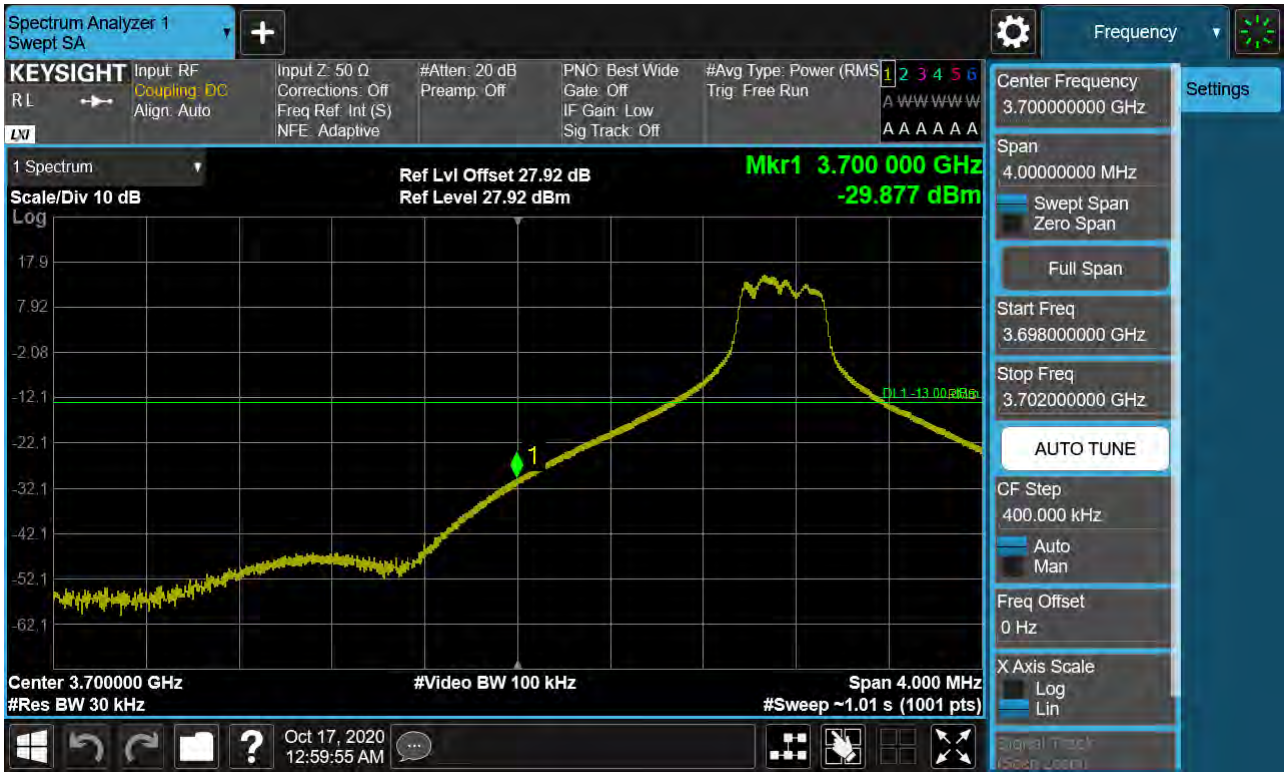 Spectrum Analyzer 1
Swept SA
Frequency
KEYSIGHT
R L
LXI
Input: RF
Coupling: DC
Align: Auto
Input Z: 50 Ω
Corrections: Off
Freq Ref: Int (S)
NFE: Adaptive
#Atten: 20 dB
Preamp: Off
PNO: Best Wide
Gate: Off
IF Gain: Low
Sig Track: Off
#Avg Type: Power (RMS
Trig: Free Run
1 2 3 4 5 6
A W W W W W
A A A A A A
1 Spectrum
Scale/Div 10 dB
Log
Ref Lvl Offset 27.92 dB
Ref Level 27.92 dBm
Mkr1 3.700 000 GHz
-29.877 dBm
17.9
7.92
-2.08
-12.1
-22.1
-32.1
-42.1
-52.1
-62.1
DL1 -13.00
1
Center 3.700000 GHz
#Res BW 30 kHz
#Video BW 100 kHz
Span 4.000 MHz
#Sweep ~1.01 s (1001 pts)
Center Frequency
3.700000000 GHz
Span
4.00000000 MHz
Swept Span
Zero Span
Full Span
Start Freq
3.698000000 GHz
Stop Freq
3.702000000 GHz
AUTO TUNE
CF Step
400.000 kHz
Auto
Man
Freq Offset
0 Hz
X Axis Scale
Log
Lin
Signal Track
(Span Zoom)
Settings
?
Oct 17, 2020
12:59:55 AM